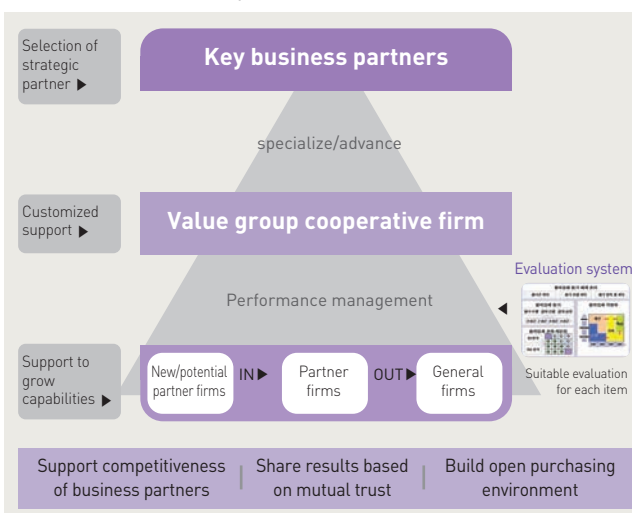 Selection of
strategic
partner ▶
Key business partners
specialize/advance
Customized
support ▶
Value group cooperative firm
Evaluation system
Performance management
◀
Suitable evaluation
for each item
Support to
grow
capabilities ▶
New/potential
partner firms
IN ▶
Partner
firms
OUT ▶
General
firms
Support competitiveness
of business partners
Share results based
on mutual trust
Build open purchasing
environment